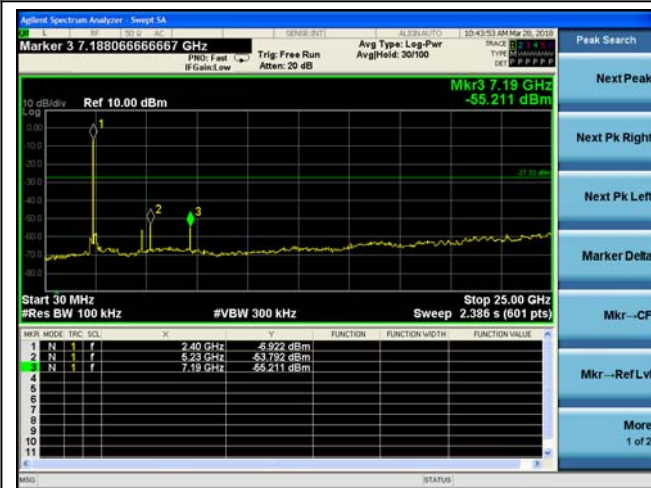 Agilent Spectrum Analyzer - Swept SA
L RF 50 Ω AC SENSE:INT ALIGN AUTO 10:43:53 AM Mar 28, 2018
Marker 3 7.188066666667 GHz
PNO: Fast
IFGain:Low
Trig: Free Run
Atten: 20 dB
Avg Type: Log-Pwr
Avg|Hold: 30/100
TRACE 1 2 3 4 5 6
TYPE
DET P P P P P P
Peak Search
Mkr3 7.19 GHz
-55.211 dBm
10 dB/div Ref 10.00 dBm
Log
0.00
-10.0
-20.0
-30.0
-40.0
-50.0
-60.0
-70.0
-80.0
1
2
3
Start 30 MHz
Stop 25.00 GHz
#Res BW 100 kHz #VBW 300 kHz Sweep 2.386 s (601 pts)
MKR MODE TRC SCL X Y FUNCTION FUNCTION WIDTH FUNCTION VALUE
1 N 1 f 2.40 GHz -6.922 dBm
2 N 1 f 5.23 GHz -53.792 dBm
3 N 1 f 7.19 GHz -55.211 dBm
4
5
6
7
8
9
10
11
MSG STATUS
Next Peak
Next Pk Right
Next Pk Left
Marker Delta
Mkr→CF
Mkr→Ref Lvl
More
1 of 2